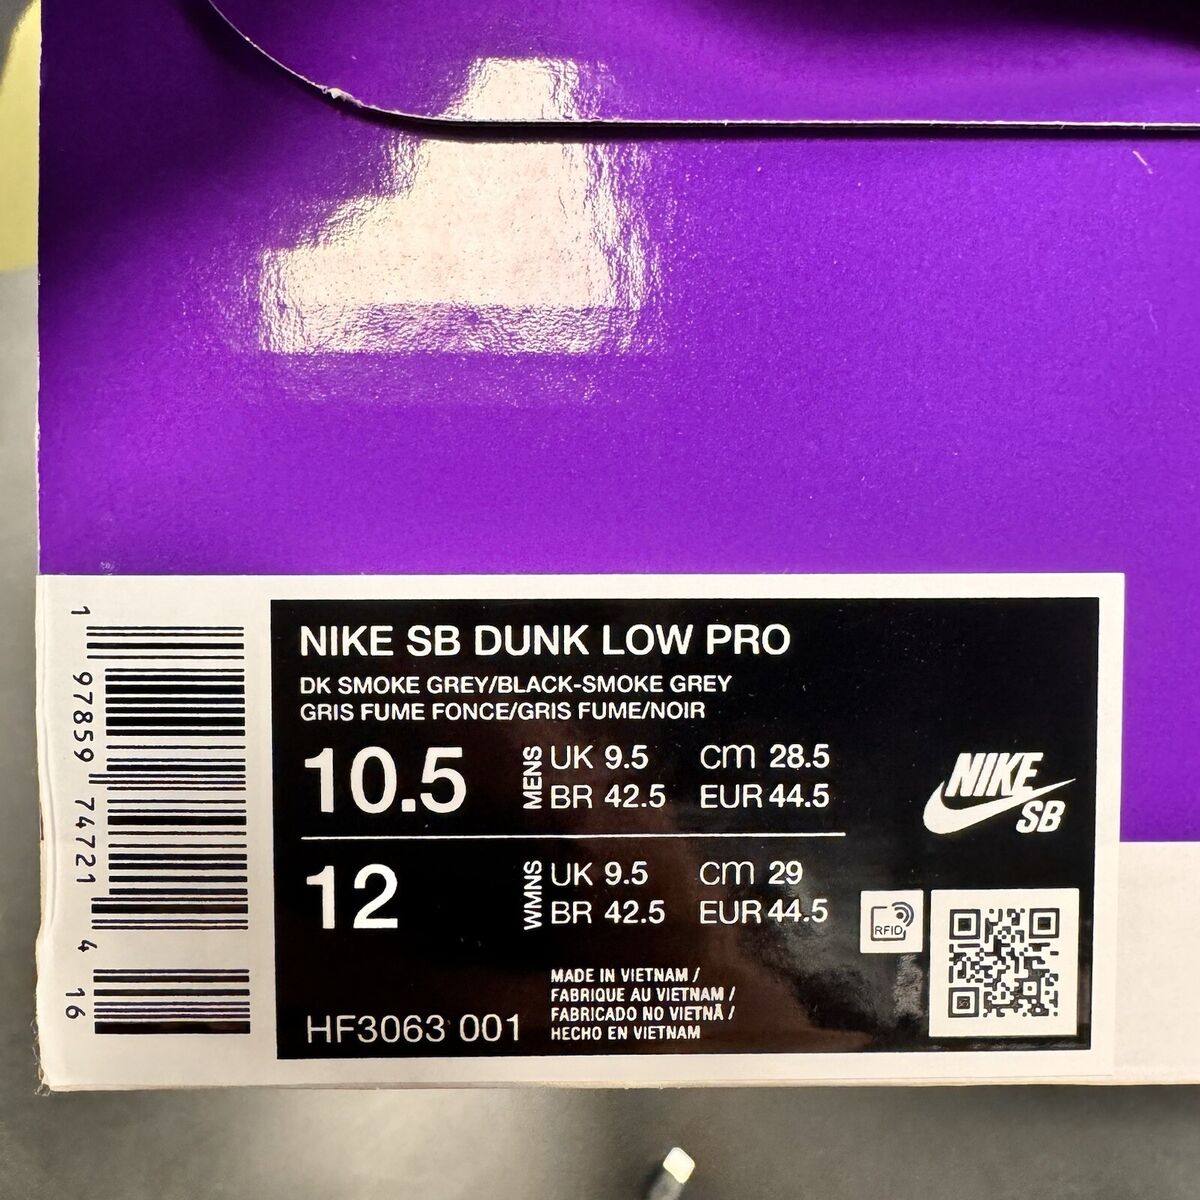 NIKE SB DUNK LOW PRO
DK SMOKE GREY/BLACK-SMOKE GREY
GRIS FUME FONCE/GRIS FUME/NOIR
10.5 MENS UK 9.5 CM 28.5
BR 42.5 EUR 44.5
12 WMNS UK 9.5 CM 29
BR 42.5 EUR 44.5
MADE IN VIETNAM /
FABRIQUE AU VIETNAM /
FABRICADO NO VIETNÃ /
HECHO EN VIETNAM
HF3063 001
NIKE
SB
RFID
1 97859 74721 4 16